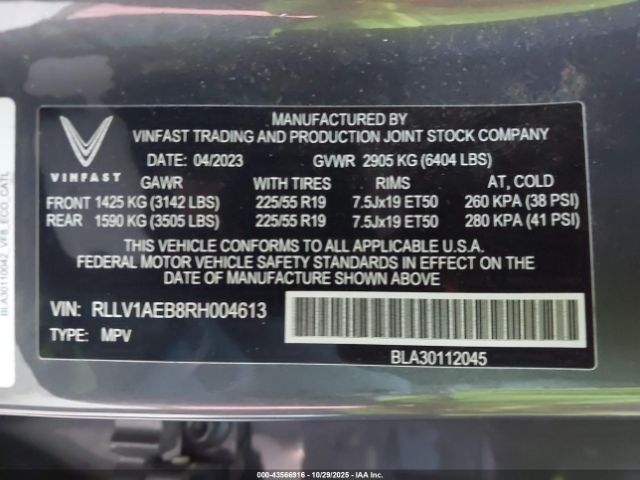 MANUFACTURED BY
VINFAST TRADING AND PRODUCTION JOINT STOCK COMPANY
VINFAST
DATE: 04/2023 GVWR 2905 KG (6404 LBS)
GAWR WITH TIRES RIMS AT, COLD
FRONT 1425 KG (3142 LBS) 225/55 R19 7.5Jx19 ET50 260 KPA (38 PSI)
REAR 1590 KG (3505 LBS) 225/55 R19 7.5Jx19 ET50 280 KPA (41 PSI)
THIS VEHICLE CONFORMS TO ALL APPLICABLE U.S.A.
FEDERAL MOTOR VEHICLE SAFETY STANDARDS IN EFFECT ON THE
DATE OF MANUFACTURE SHOWN ABOVE
VIN: RLLV1AEB8RH004613
TYPE: MPV
BLA30112045
BLA30110042_VF8_ECO_CATL
000-43566916 - 10/29/2025 - IAA Inc.